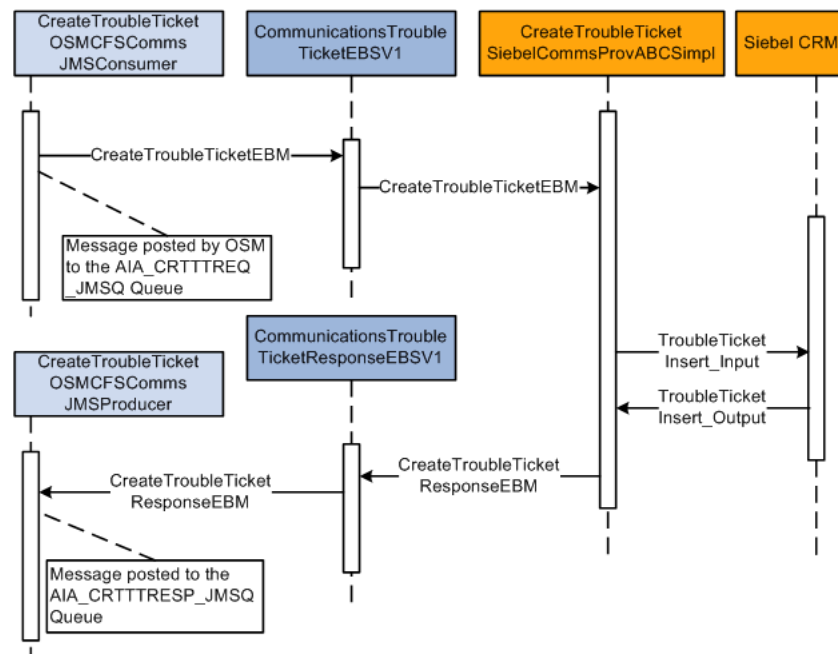 CreateTroubleTicket
OSMCFSComms
JMSConsumer
CommunicationsTrouble
TicketEBSV1
CreateTroubleTicket
SiebelCommsProvABCSimpl
Siebel CRM
CreateTroubleTicketEBM
CreateTroubleTicketEBM
Message posted by OSM
to the AIA_CRTTTREQ
_JMSQ Queue
CommunicationsTrouble
TicketResponseEBSV1
TroubleTicket
Insert_Input
CreateTroubleTicket
OSMCFSComms
JMSProducer
TroubleTicket
Insert_Output
CreateTroubleTicket
ResponseEBM
CreateTroubleTicket
ResponseEBM
Message posted to the
AIA_CRTTTRESP_JMSQ
Queue